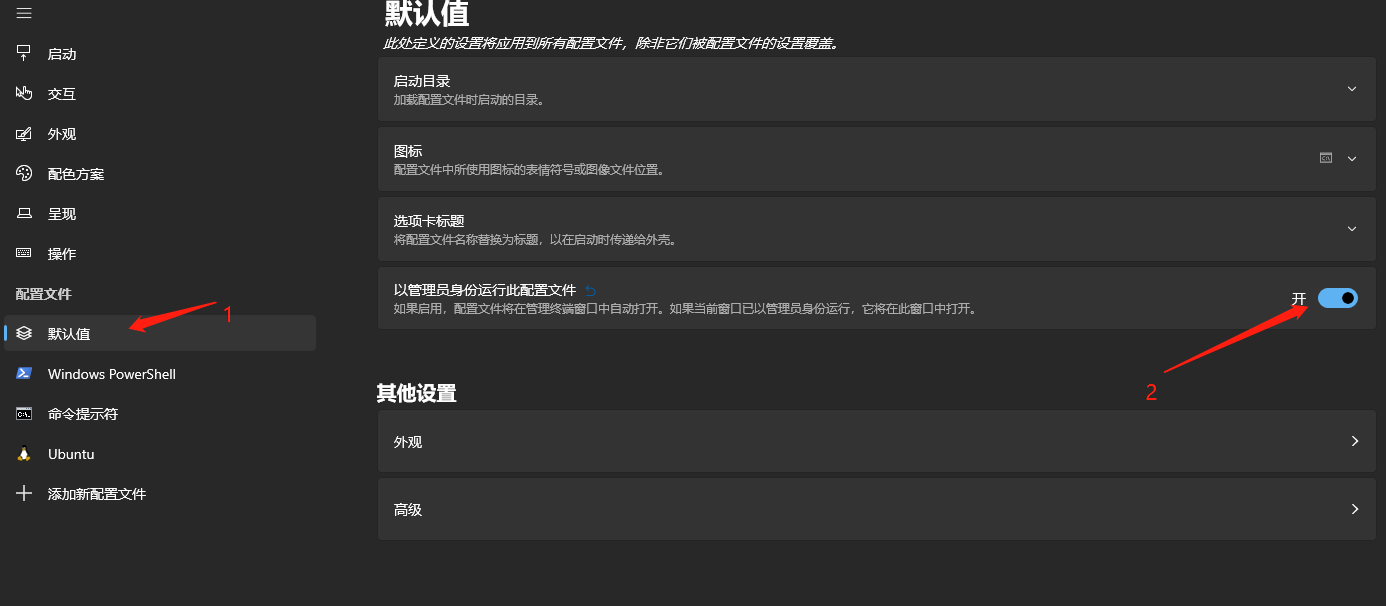 启动
交互
外观
配色方案
呈现
操作
配置文件
默认值
1
Windows PowerShell
命令提示符
Ubuntu
添加新配置文件
默认值
此处定义的设置将应用到所有配置文件，除非它们被配置文件的设置覆盖。
启动目录
加载配置文件时启动的目录。
图标
配置文件中所使用图标的表情符号或图像文件位置。
选项卡标题
将配置文件名称替换为标题，以在启动时传递给外壳。
以管理员身份运行此配置文件
如果启用，配置文件将在管理终端窗口中自动打开。如果当前窗口已以管理员身份运行，它将在此窗口中打开。
开
2
其他设置
外观
高级